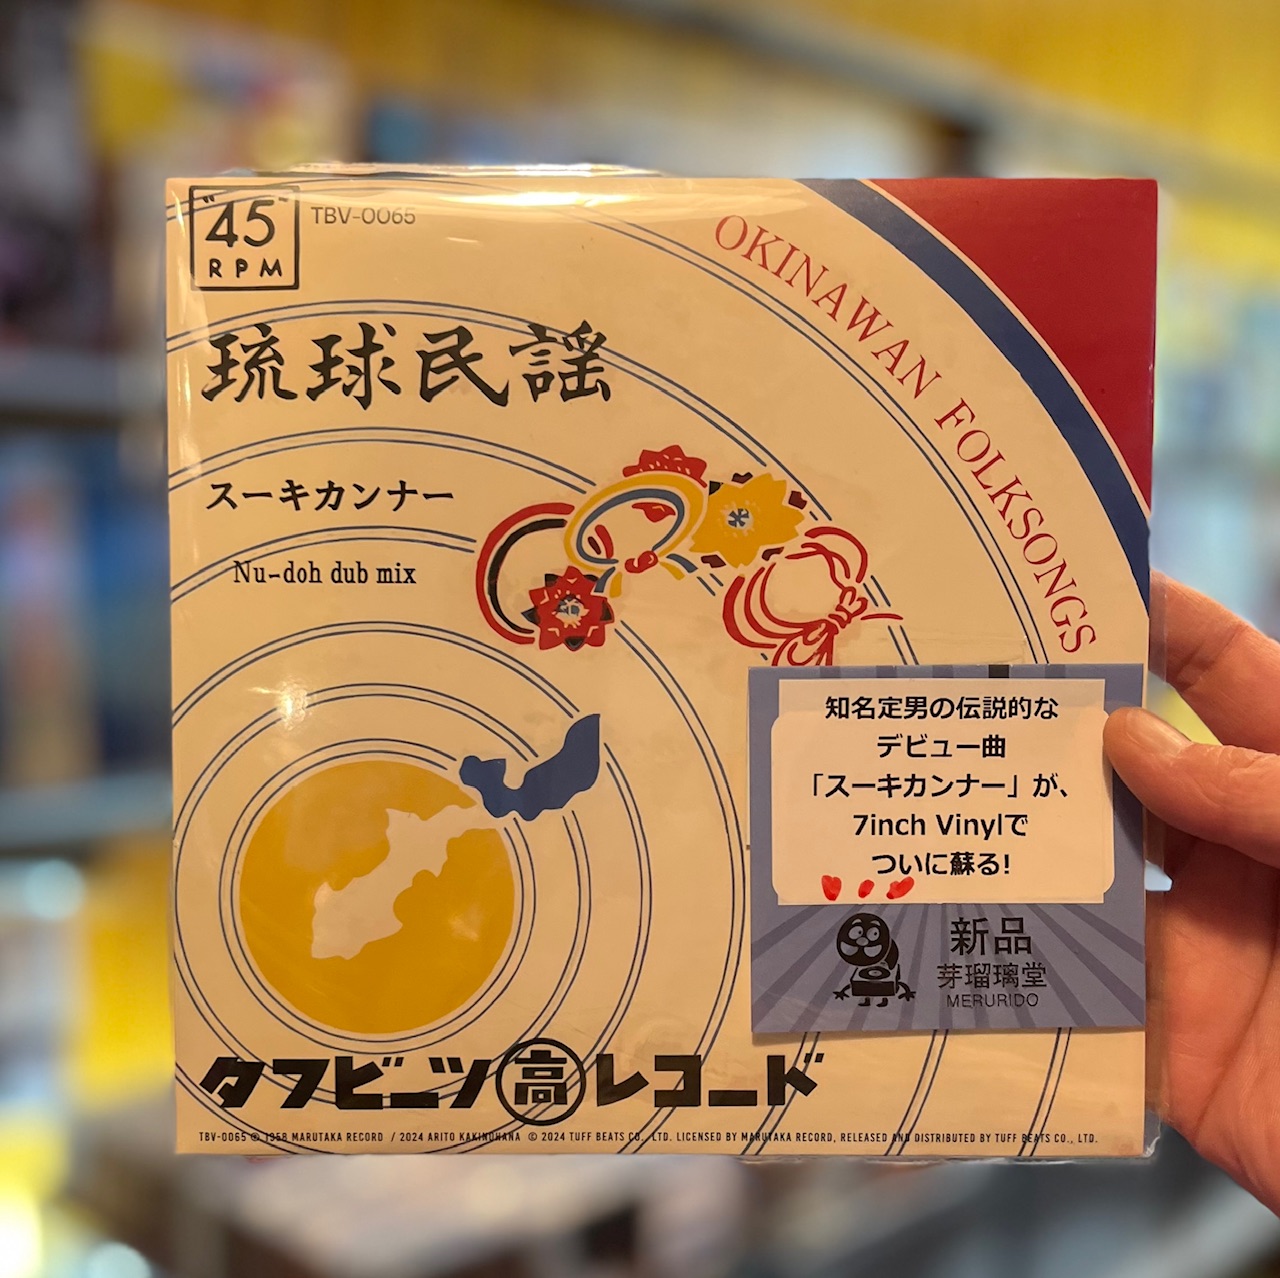 "45"
RPM
TBV-0065
OKINAWAN FOLKSONGS
琉球民謡
スーキカンナー
Nu-doh dub mix
知名定男の伝説的な
デビュー曲
「スーキカンナー」が、
7inch Vinylで
ついに蘇る!
新品
芽瑠璃堂
MERURIDO
タフビーツ高レコード
TBV-0065 Ⓟ 1958 MARUTAKA RECORD / 2024 ARITO KAKINOHANA © 2024 TUFF BEATS CO., LTD. LICENSED BY MARUTAKA RECORD, RELEASED AND DISTRIBUTED BY TUFF BEATS CO., LTD.